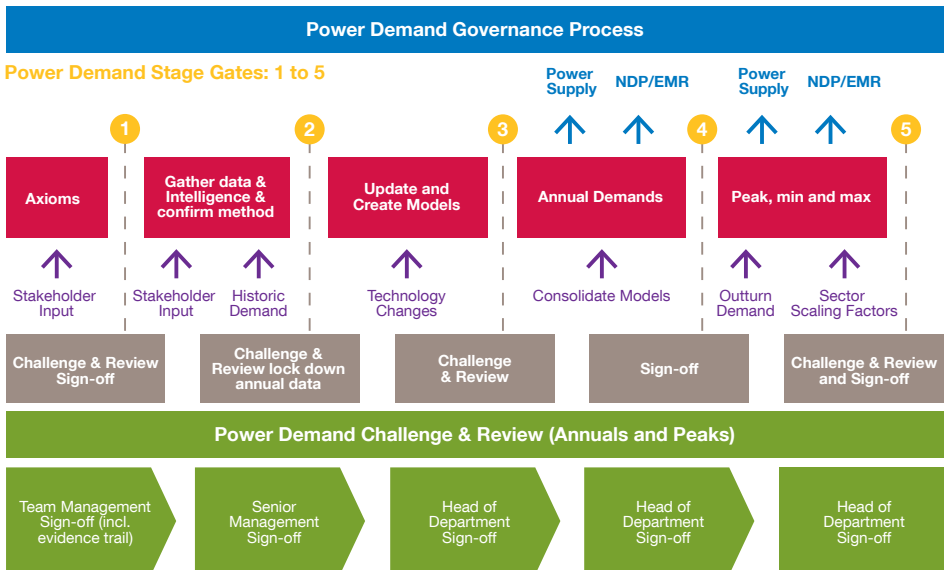 Power Demand Governance Process
Power Demand Stage Gates: 1 to 5
Power
Supply
NDP/EMR
Power
Supply
NDP/EMR
1
2
3
4
5
Axioms
Gather data &
Intelligence &
confirm method
Update and
Create Models
Annual Demands
Peak, min and max
Stakeholder
Input
Stakeholder
Input
Historic
Demand
Technology
Changes
Consolidate Models
Outturn
Demand
Sector
Scaling Factors
Challenge & Review
Sign-off
Challenge &
Review lock down
annual data
Challenge
& Review
Sign-off
Challenge & Review
and Sign-off
Power Demand Challenge & Review (Annuals and Peaks)
Team Management
Sign-off (incl.
evidence trail)
Senior
Management
Sign-off
Head of
Department
Sign-off
Head of
Department
Sign-off
Head of
Department
Sign-off